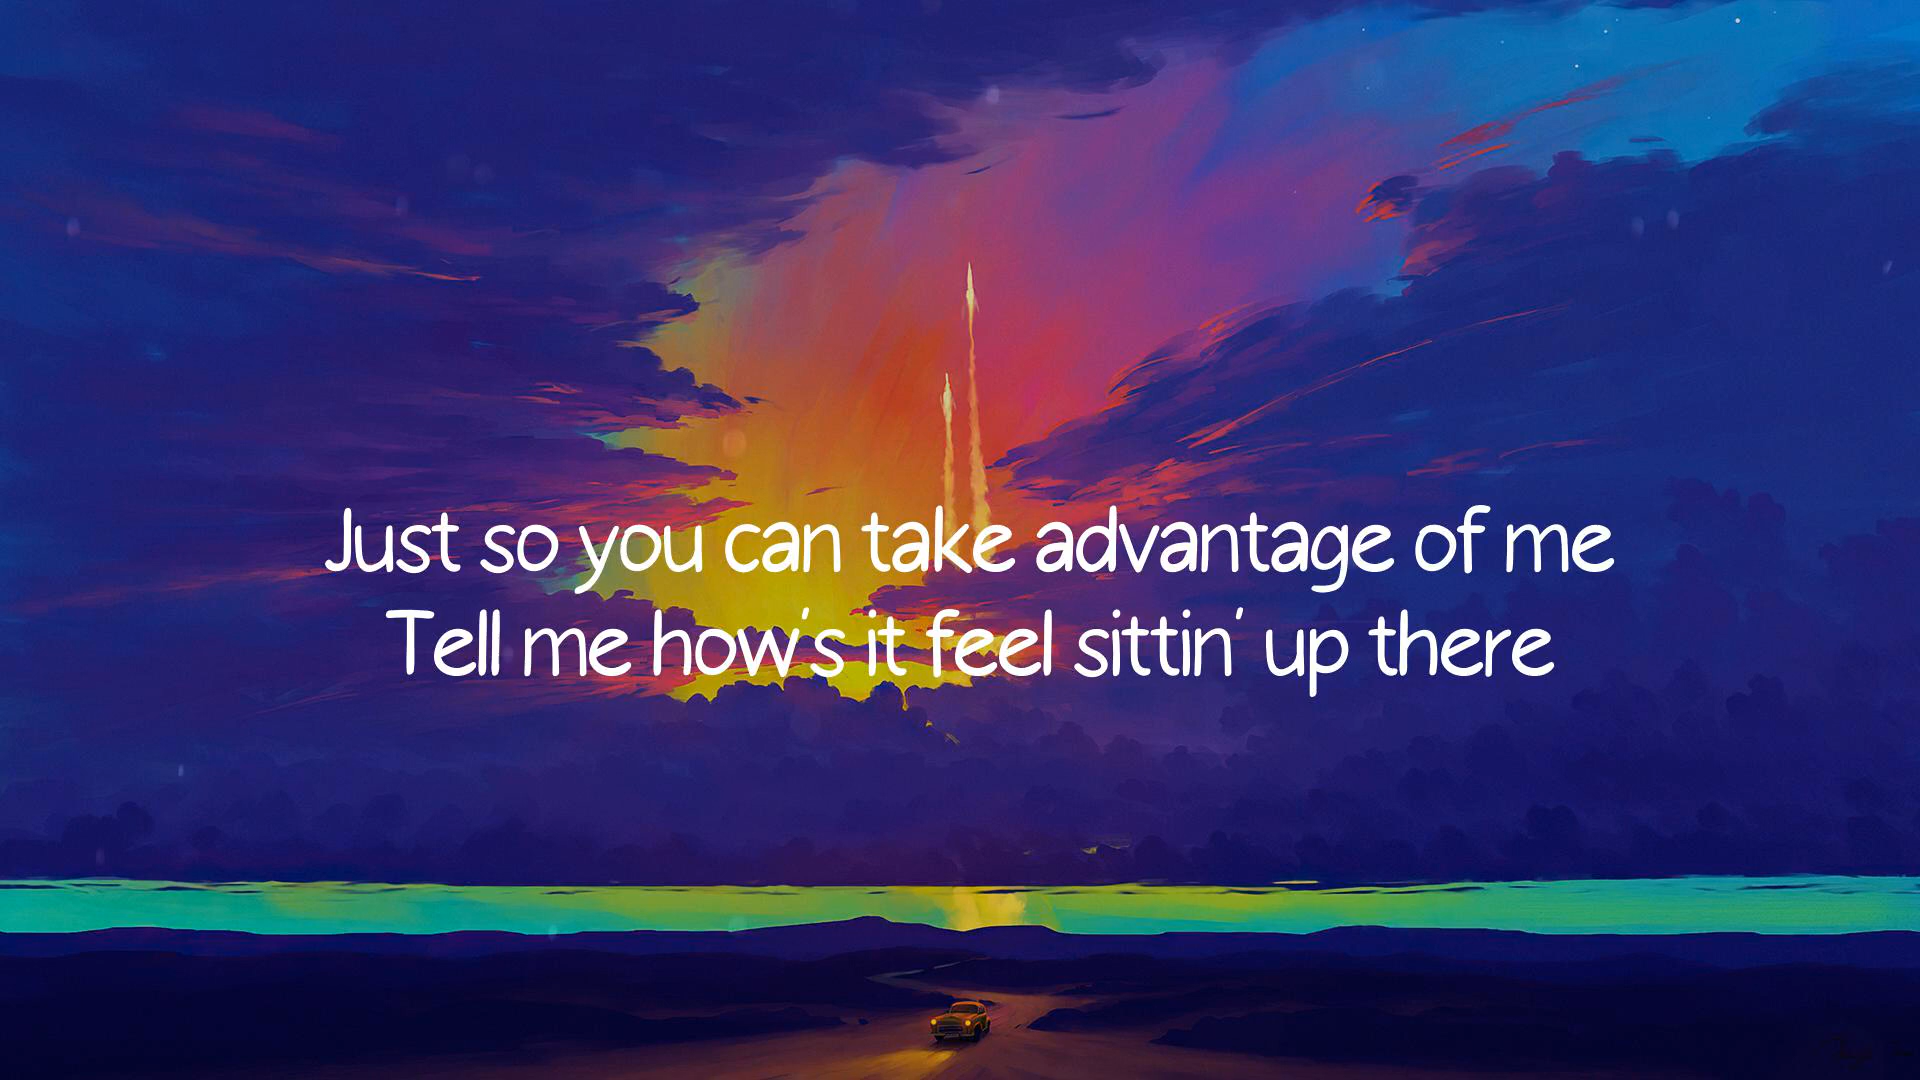 Just so you can take advantage of me
Tell me how's it feel sittin' up there